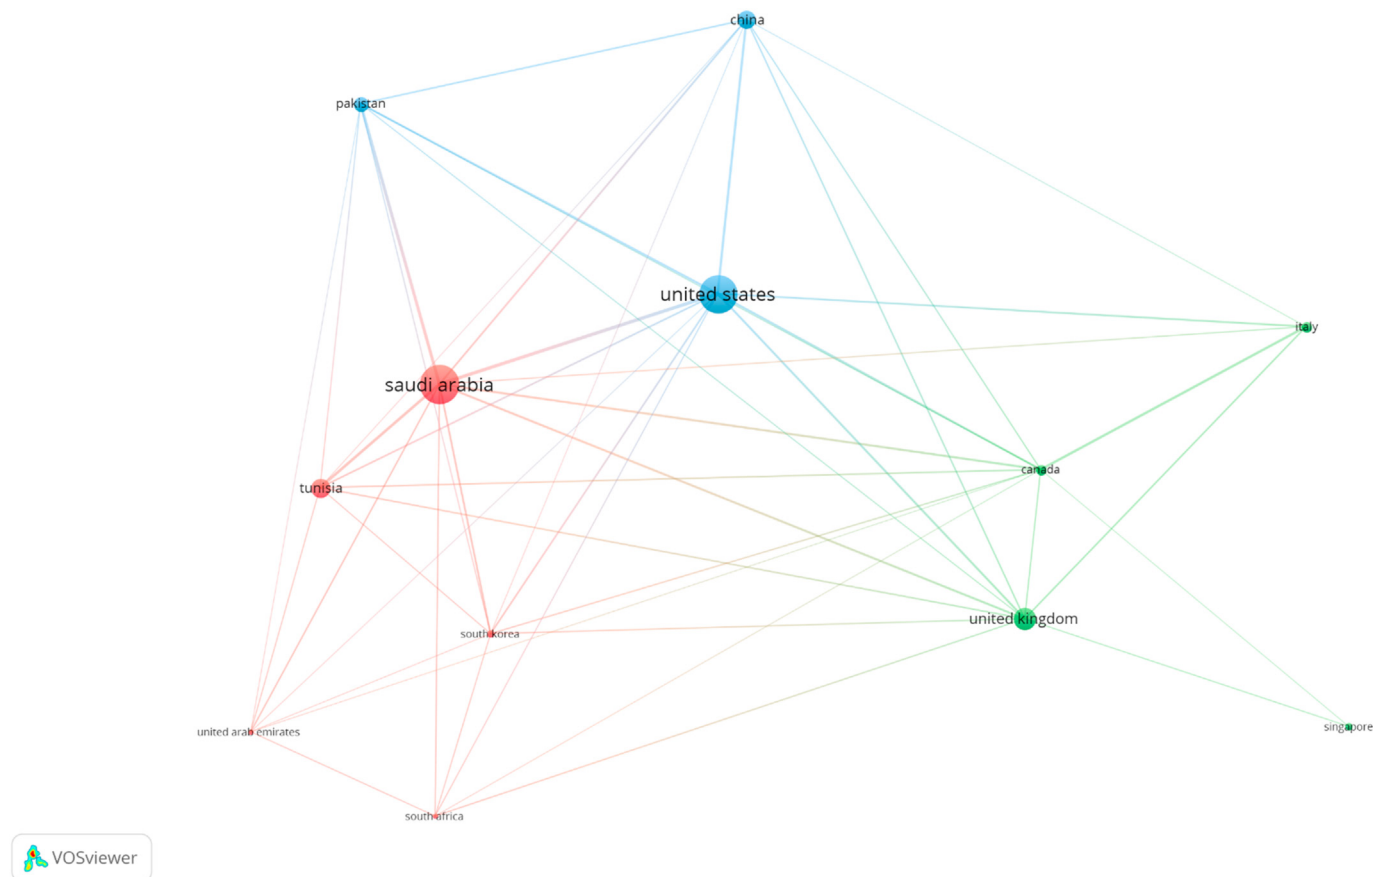 china
pakistan
united states
italy
saudi arabia
canada
tunisia
united kingdom
south korea
singapore
united arab emirates
south africa
VOSviewer